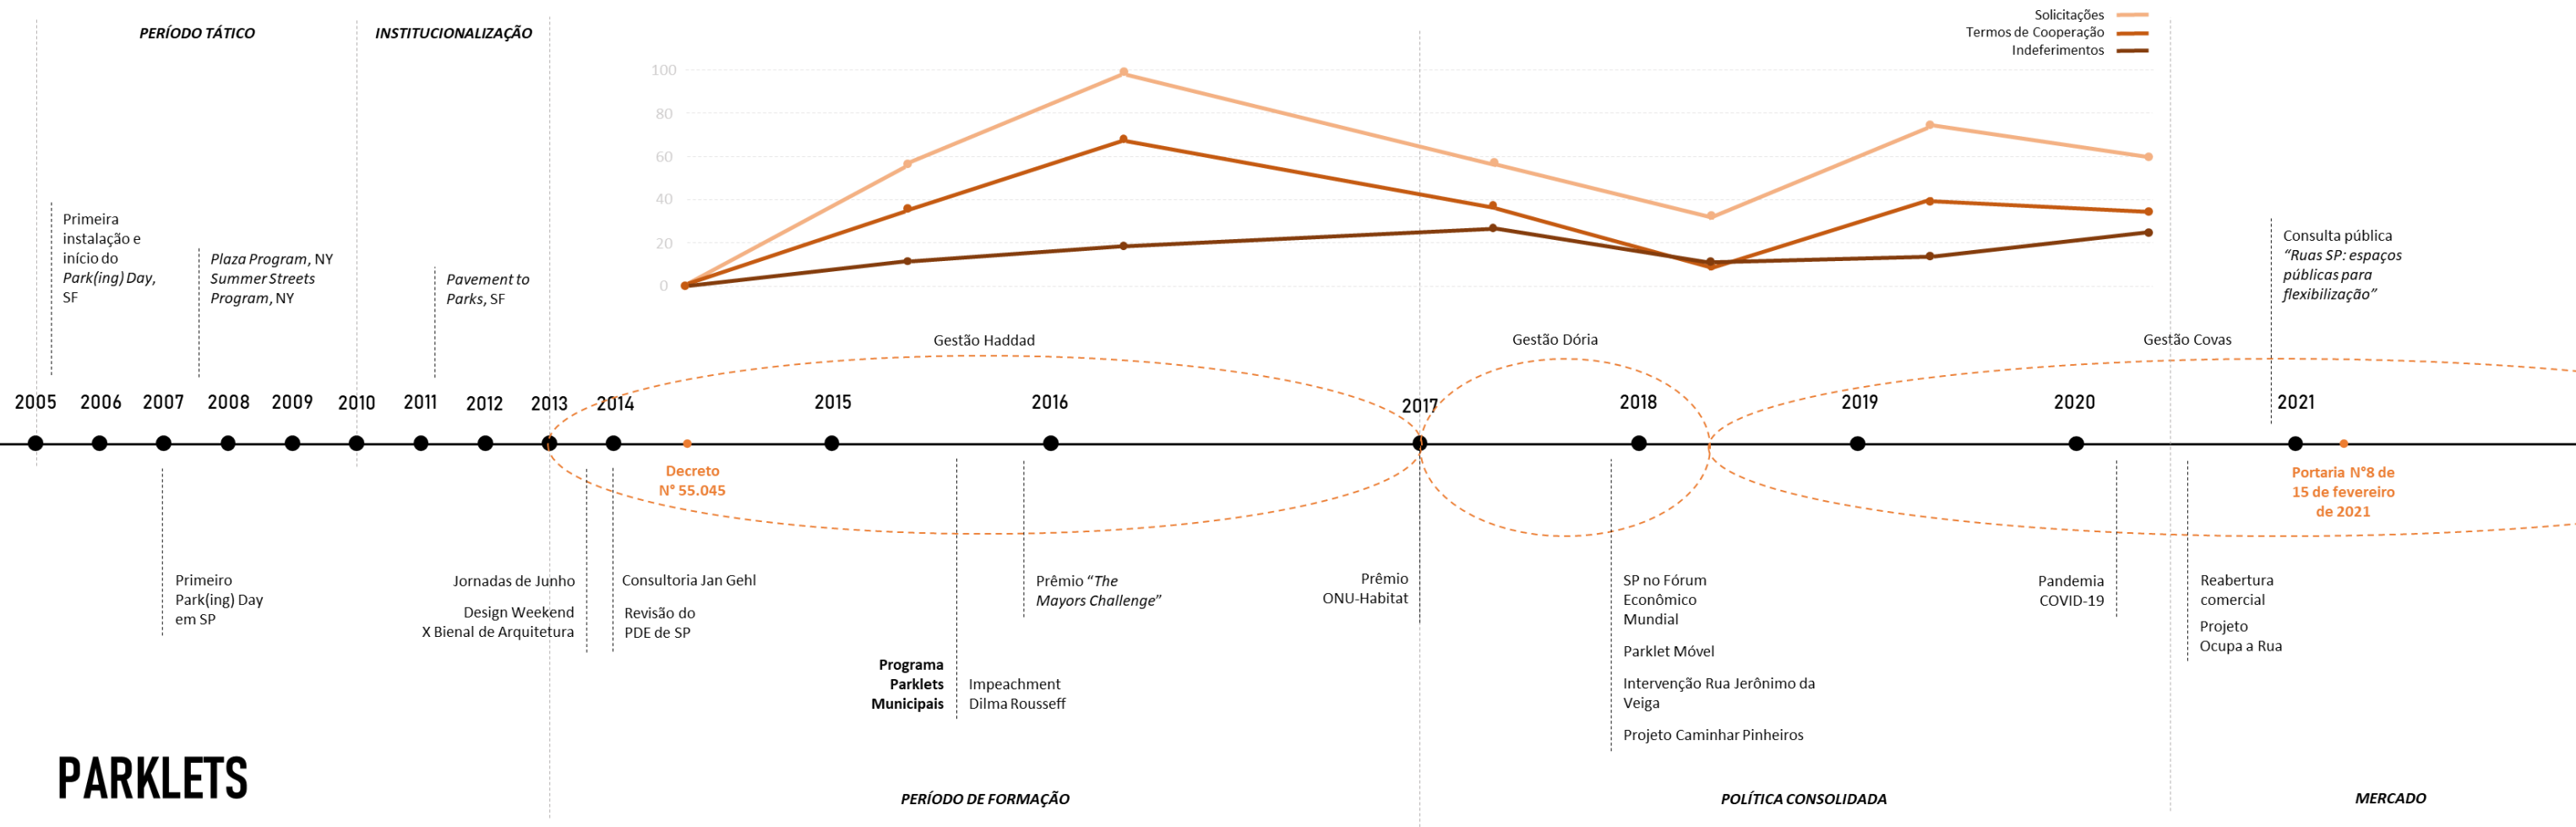 PERÍODO TÁTICO
INSTITUCIONALIZAÇÃO
Solicitações
Termos de Cooperação
Indeferimentos
100
80
60
40
20
0
Primeira
instalação e
início do
Park(ing) Day,
SF
Plaza Program, NY
Summer Streets
Program, NY
Pavement to
Parks, SF
Consulta pública
“Ruas SP: espaços
públicas para
flexibilização”
Gestão Haddad
Gestão Dória
Gestão Covas
2005
2006
2007
2008
2009
2010
2011
2012
2013
2014
2015
2016
2017
2018
2019
2020
2021
Decreto
N° 55.045
Portaria N°8 de
15 de fevereiro
de 2021
Primeiro
Park(ing) Day
em SP
Jornadas de Junho
Design Weekend
X Bienal de Arquitetura
Consultoria Jan Gehl
Revisão do
PDE de SP
Programa
Parklets
Municipais
Impeachment
Dilma Rousseff
Prêmio “The
Mayors Challenge”
Prêmio
ONU-Habitat
SP no Fórum
Econômico
Mundial
Parklet Móvel
Intervenção Rua Jerônimo da
Veiga
Projeto Caminhar Pinheiros
Pandemia
COVID-19
Reabertura
comercial
Projeto
Ocupa a Rua
PARKLETS
PERÍODO DE FORMAÇÃO
POLÍTICA CONSOLIDADA
MERCADO